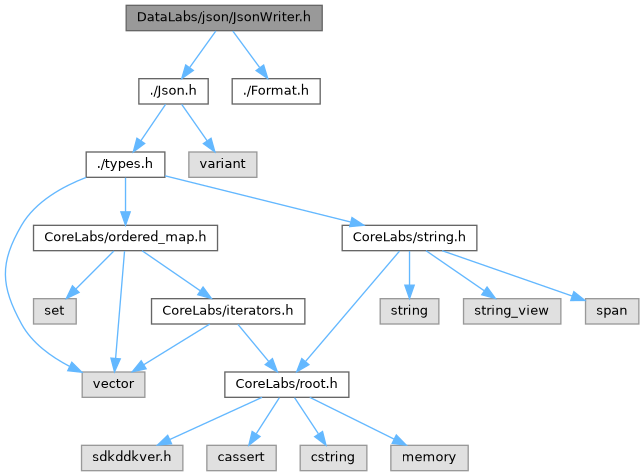 DataLabs/json/JsonWriter.h
./Json.h
./Format.h
./types.h
variant
CoreLabs/ordered_map.h
CoreLabs/string.h
set
CoreLabs/iterators.h
string
string_view
span
vector
CoreLabs/root.h
sdkddkver.h
cassert
cstring
memory